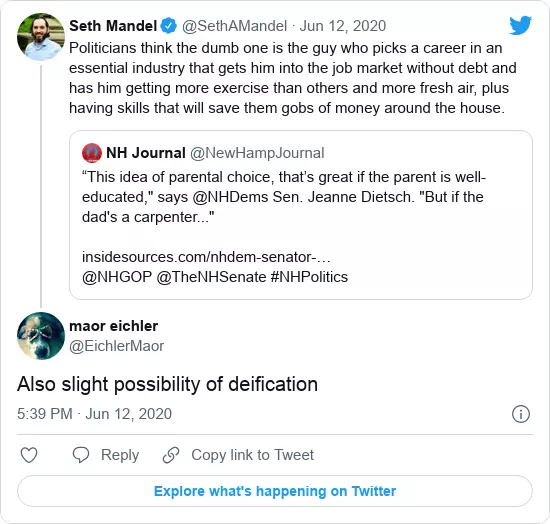 Seth Mandel @SethAMandel · Jun 12, 2020
Politicians think the dumb one is the guy who picks a career in an
essential industry that gets him into the job market without debt and
has him getting more exercise than others and more fresh air, plus
having skills that will save them gobs of money around the house.
NH Journal @NewHampJournal
“This idea of parental choice, that’s great if the parent is well-
educated," says @NHDems Sen. Jeanne Dietsch. "But if the
dad's a carpenter..."
insidesources.com/nhdem-senator-…
@NHGOP @TheNHSenate #NHPolitics
maor eichler
@EichlerMaor
Also slight possibility of deification
5:39 PM · Jun 12, 2020
Reply Copy link to Tweet
Explore what's happening on Twitter